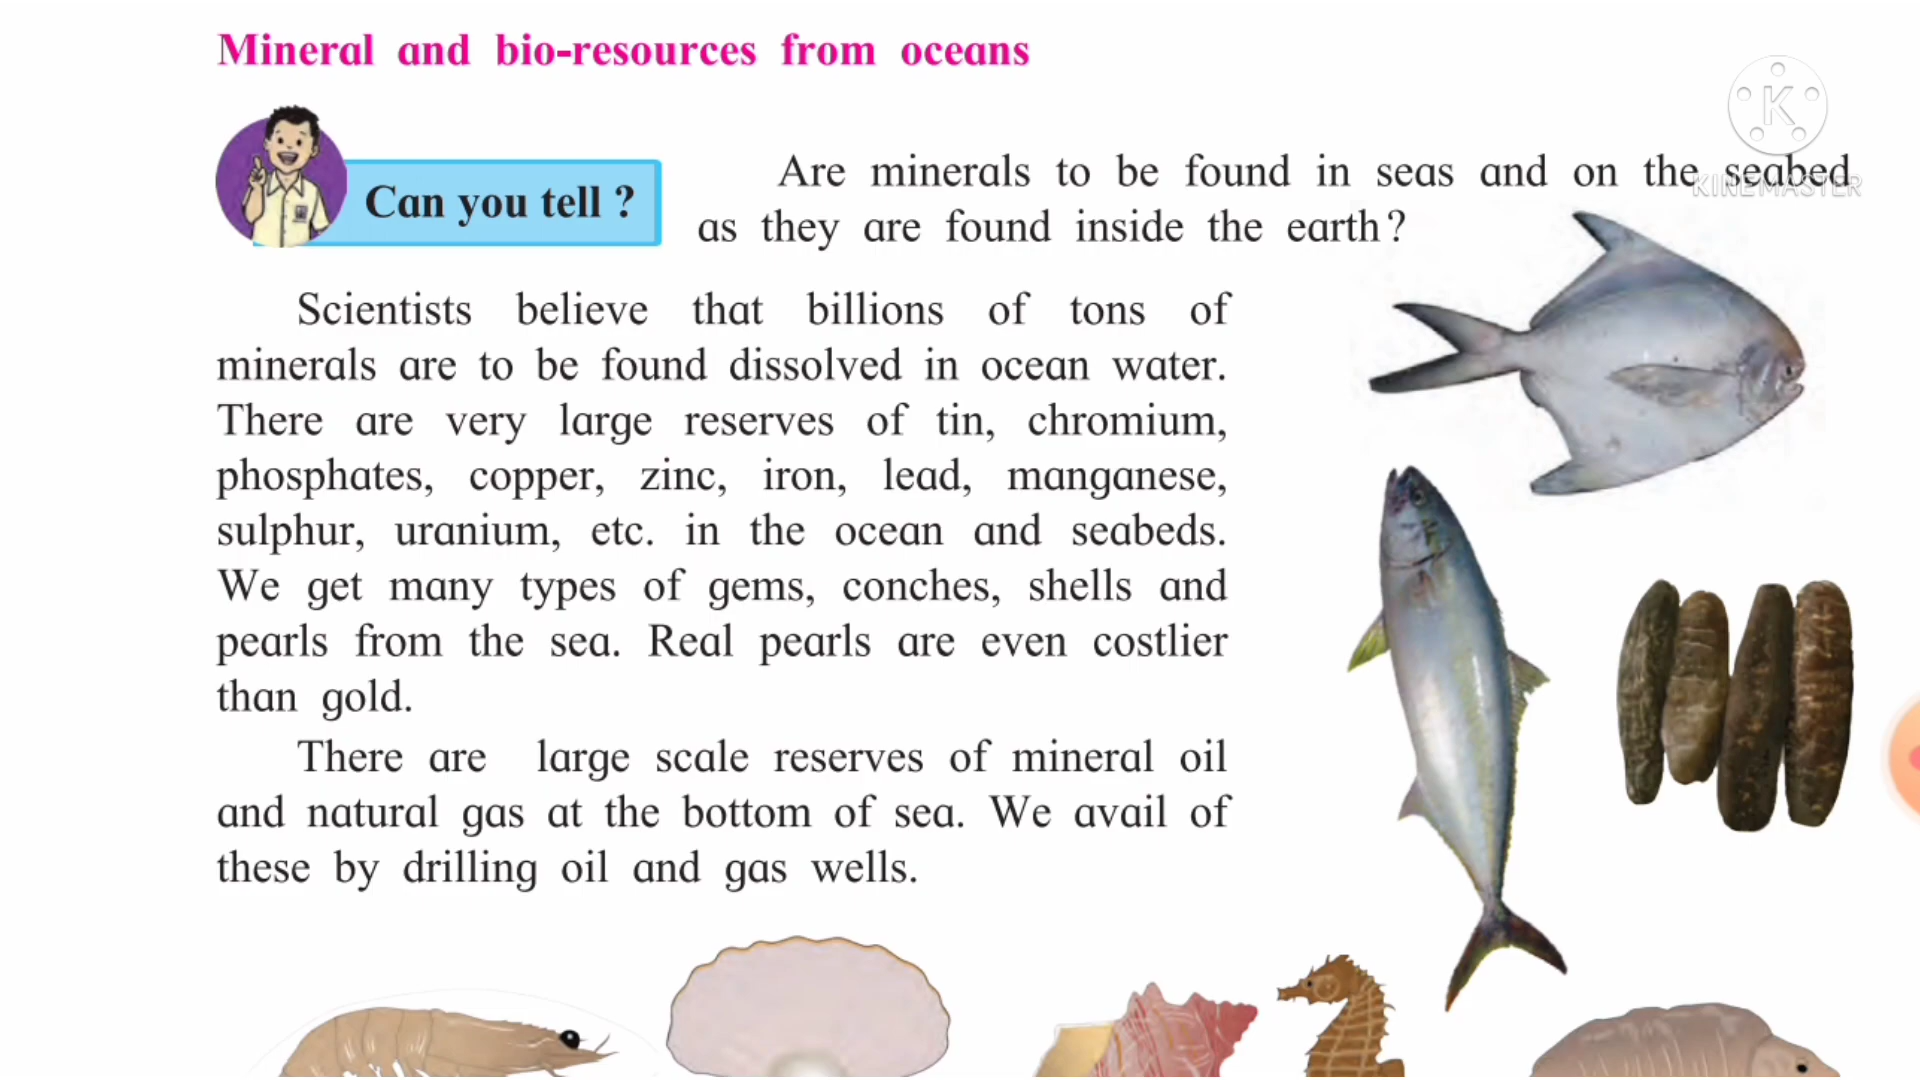 Mineral and bio-resources from oceans
K
KINEMASTER
Can you tell ?
Are minerals to be found in seas and on the seabed
as they are found inside the earth?
Scientists believe that billions of tons of
minerals are to be found dissolved in ocean water.
There are very large reserves of tin, chromium,
phosphates, copper, zinc, iron, lead, manganese,
sulphur, uranium, etc. in the ocean and seabeds.
We get many types of gems, conches, shells and
pearls from the sea. Real pearls are even costlier
than gold.
There are large scale reserves of mineral oil
and natural gas at the bottom of sea. We avail of
these by drilling oil and gas wells.